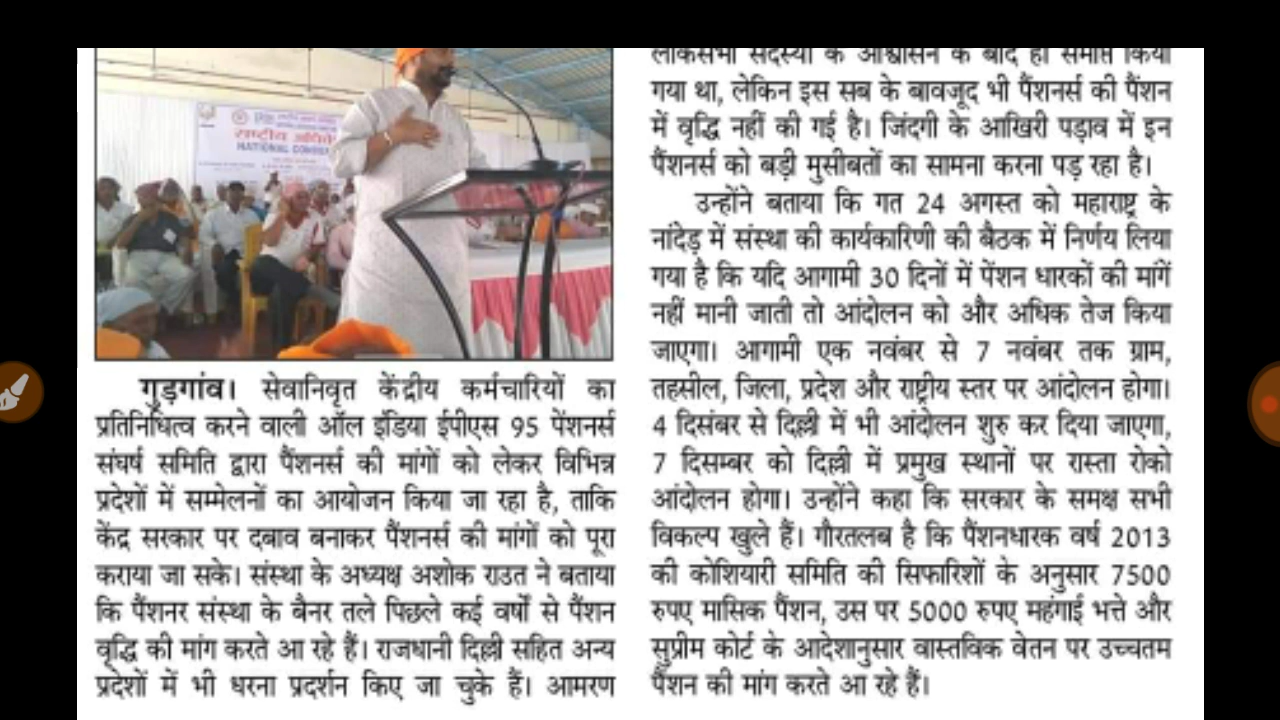 राष्ट्रीय
NATIONAL
गुड़गांव। सेवानिवृत केंद्रीय कर्मचारियों का
प्रतिनिधित्व करने वाली ऑल इंडिया ईपीएस 95 पेंशनर्स
संघर्ष समिति द्वारा पैंशनर्स की मांगों को लेकर विभिन्न
प्रदेशों में सम्मेलनों का आयोजन किया जा रहा है, ताकि
केंद्र सरकार पर दबाव बनाकर पैंशनर्स की मांगों को पूरा
कराया जा सके। संस्था के अध्यक्ष अशोक राउत ने बताया
कि पैंशनर संस्था के बैनर तले पिछले कई वर्षों से पैंशन
वृद्धि की मांग करते आ रहे हैं। राजधानी दिल्ली सहित अन्य
प्रदेशों में भी धरना प्रदर्शन किए जा चुके हैं। आमरण
लोकसभा सदस्यों के आश्वासन के बाद ही समाप्त किया
गया था, लेकिन इस सब के बावजूद भी पैंशनर्स की पैंशन
में वृद्धि नहीं की गई है। जिंदगी के आखिरी पड़ाव में इन
पैंशनर्स को बड़ी मुसीबतों का सामना करना पड़ रहा है।
उन्होंने बताया कि गत 24 अगस्त को महाराष्ट्र के
नांदेड़ में संस्था की कार्यकारिणी की बैठक में निर्णय लिया
गया है कि यदि आगामी 30 दिनों में पेंशन धारकों की मांगें
नहीं मानी जाती तो आंदोलन को और अधिक तेज किया
जाएगा। आगामी एक नवंबर से 7 नवंबर तक ग्राम,
तहसील, जिला, प्रदेश और राष्ट्रीय स्तर पर आंदोलन होगा।
4 दिसंबर से दिल्ली में भी आंदोलन शुरु कर दिया जाएगा,
7 दिसम्बर को दिल्ली में प्रमुख स्थानों पर रास्ता रोको
आंदोलन होगा। उन्होंने कहा कि सरकार के समक्ष सभी
विकल्प खुले हैं। गौरतलब है कि पैंशनधारक वर्ष 2013
की कोशियारी समिति की सिफारिशों के अनुसार 7500
रुपए मासिक पैंशन, उस पर 5000 रुपए महंगाई भत्ते और
सुप्रीम कोर्ट के आदेशानुसार वास्तविक वेतन पर उच्चतम
पैंशन की मांग करते आ रहे हैं।